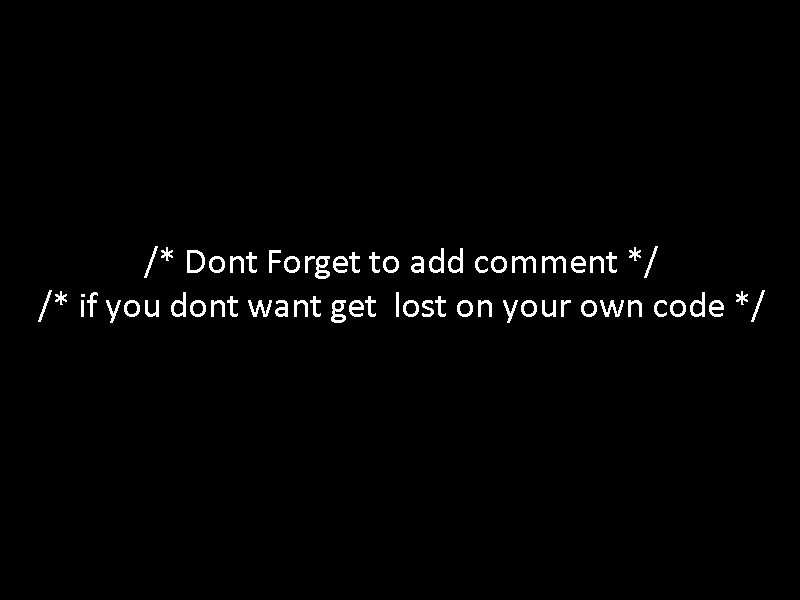 /* Dont Forget to add comment */
/* if you dont want get  lost on your own code */